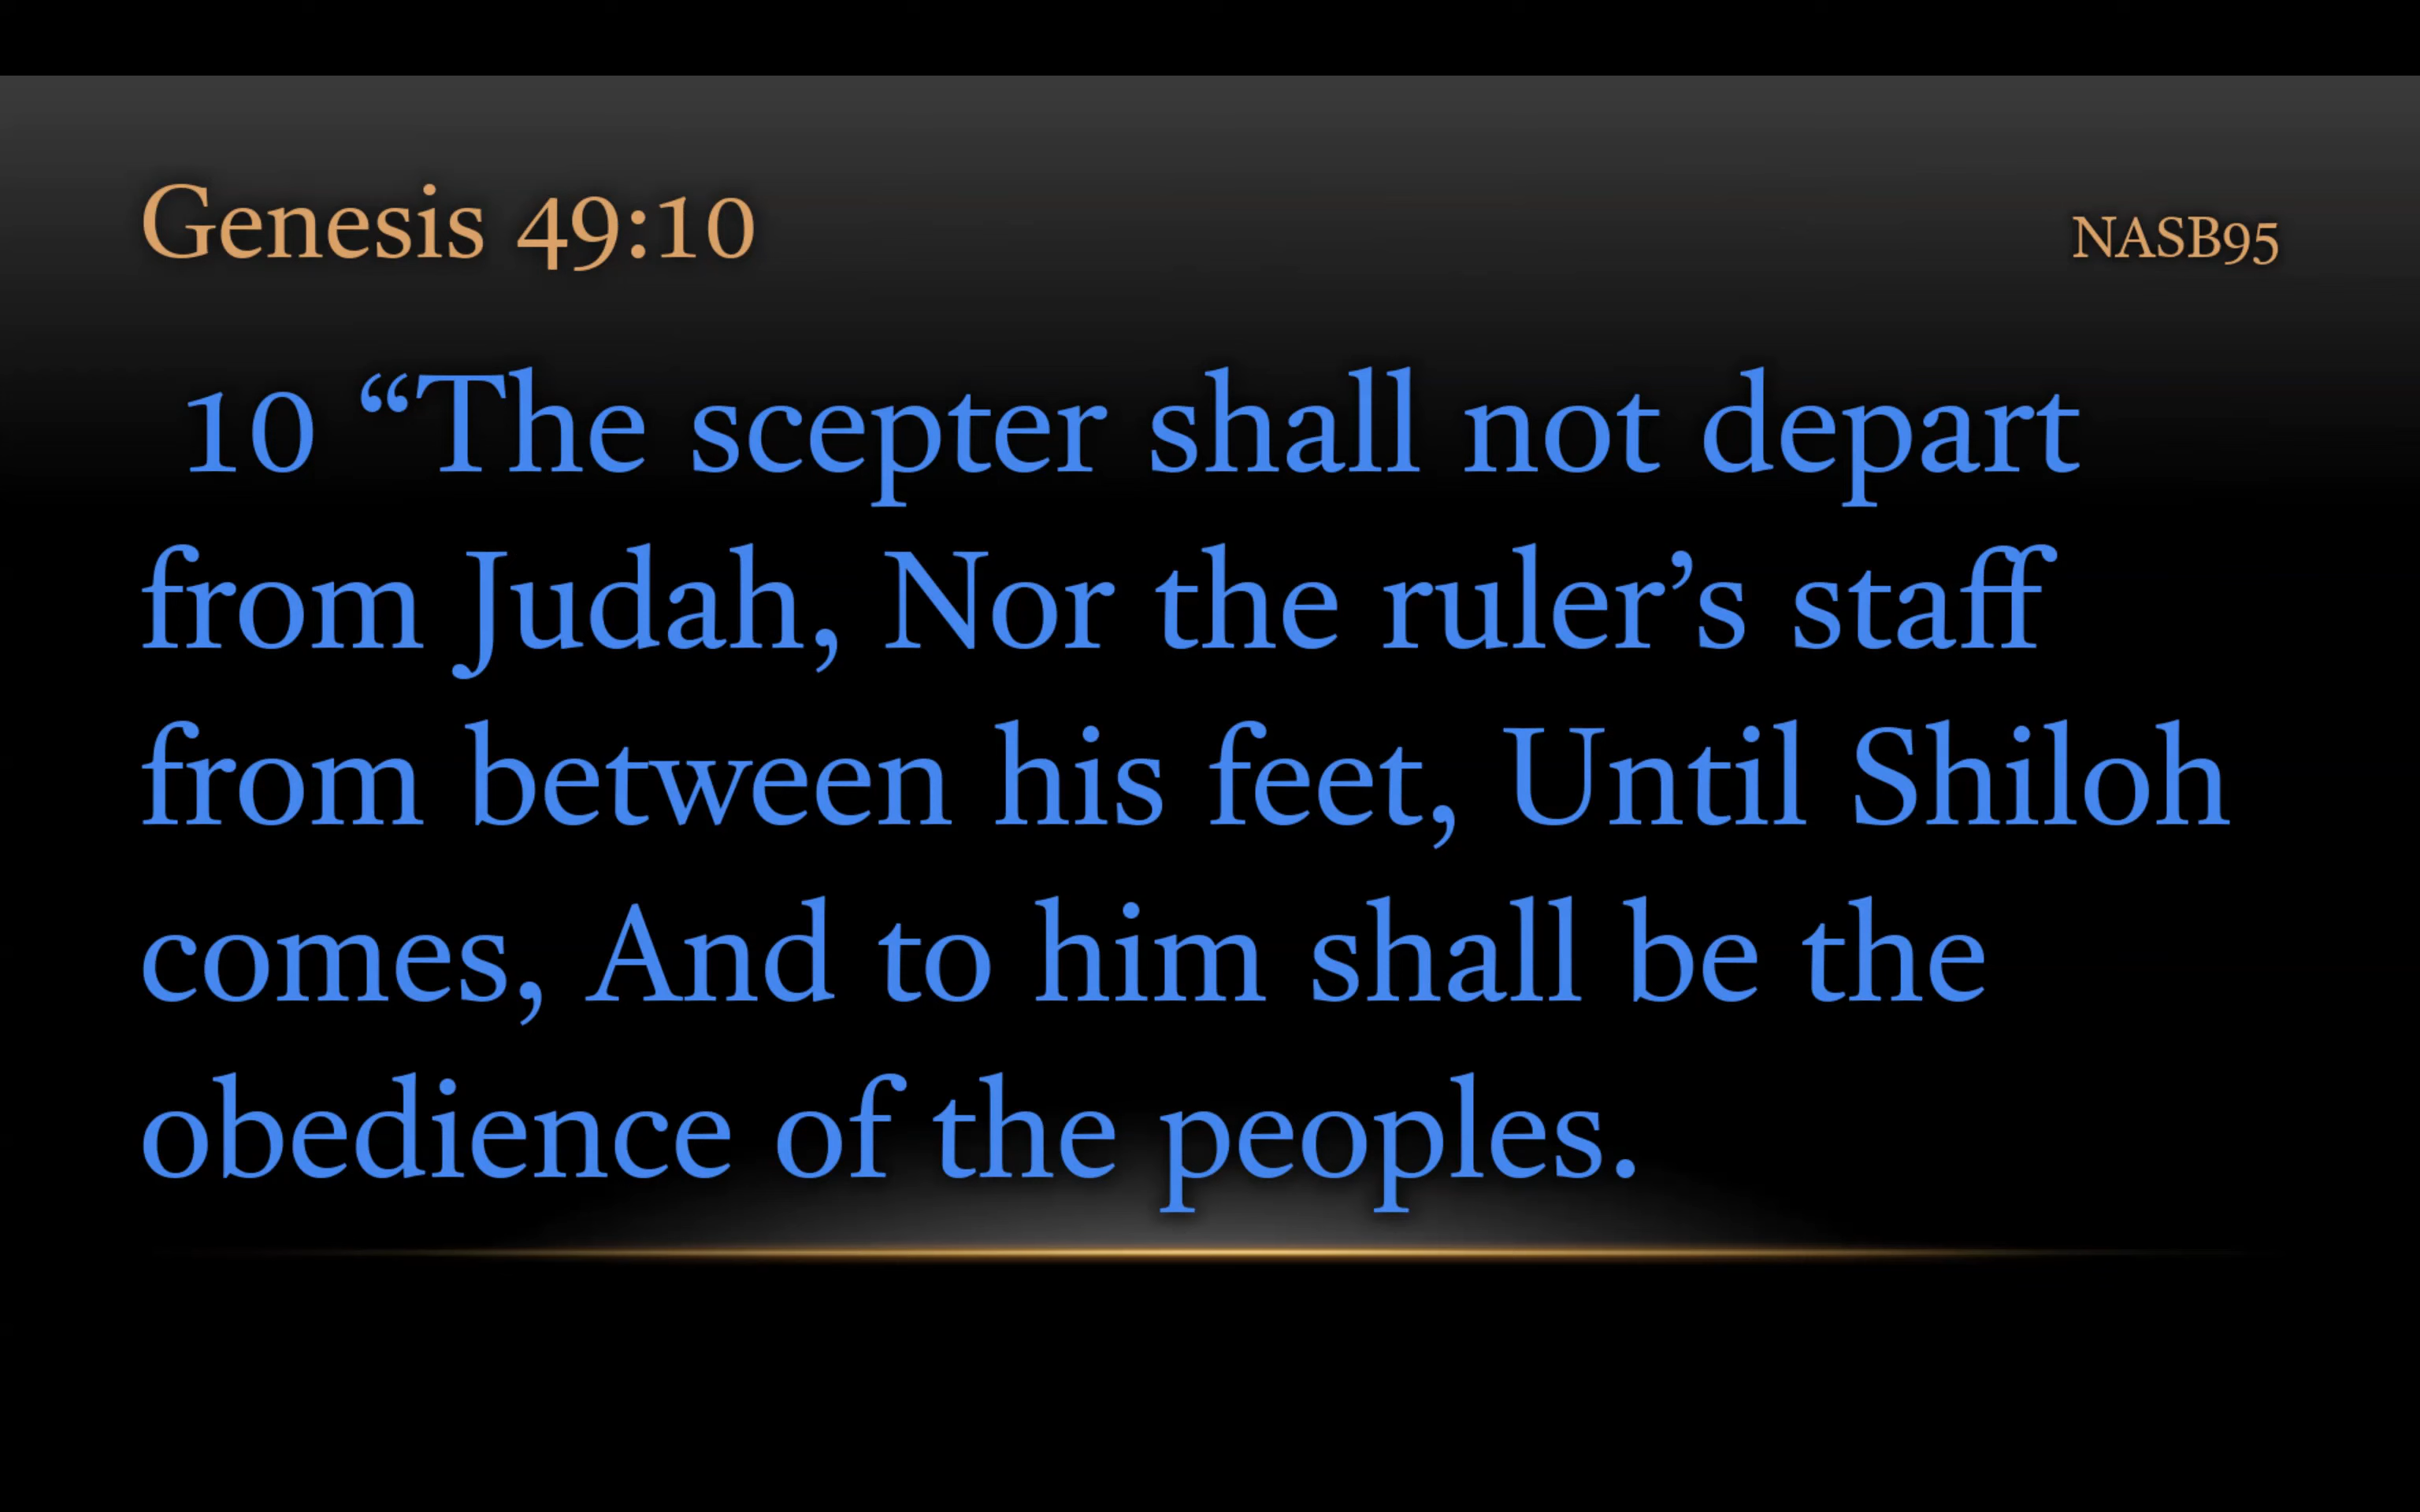 Genesis 49:10 NASB95
10 “The scepter shall not depart
from Judah, Nor the ruler’s staff
from between his feet, Until Shiloh
comes, And to him shall be the
obedience of the peoples.